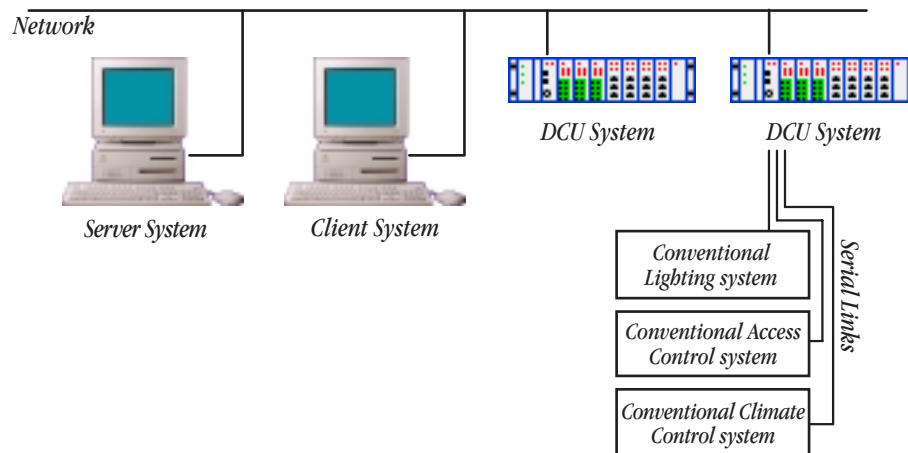 Network
DCU System
DCU System
Server System
Client System
Conventional
Lighting system
Conventional Access
Control system
Conventional Climate
Control system
Serial Links